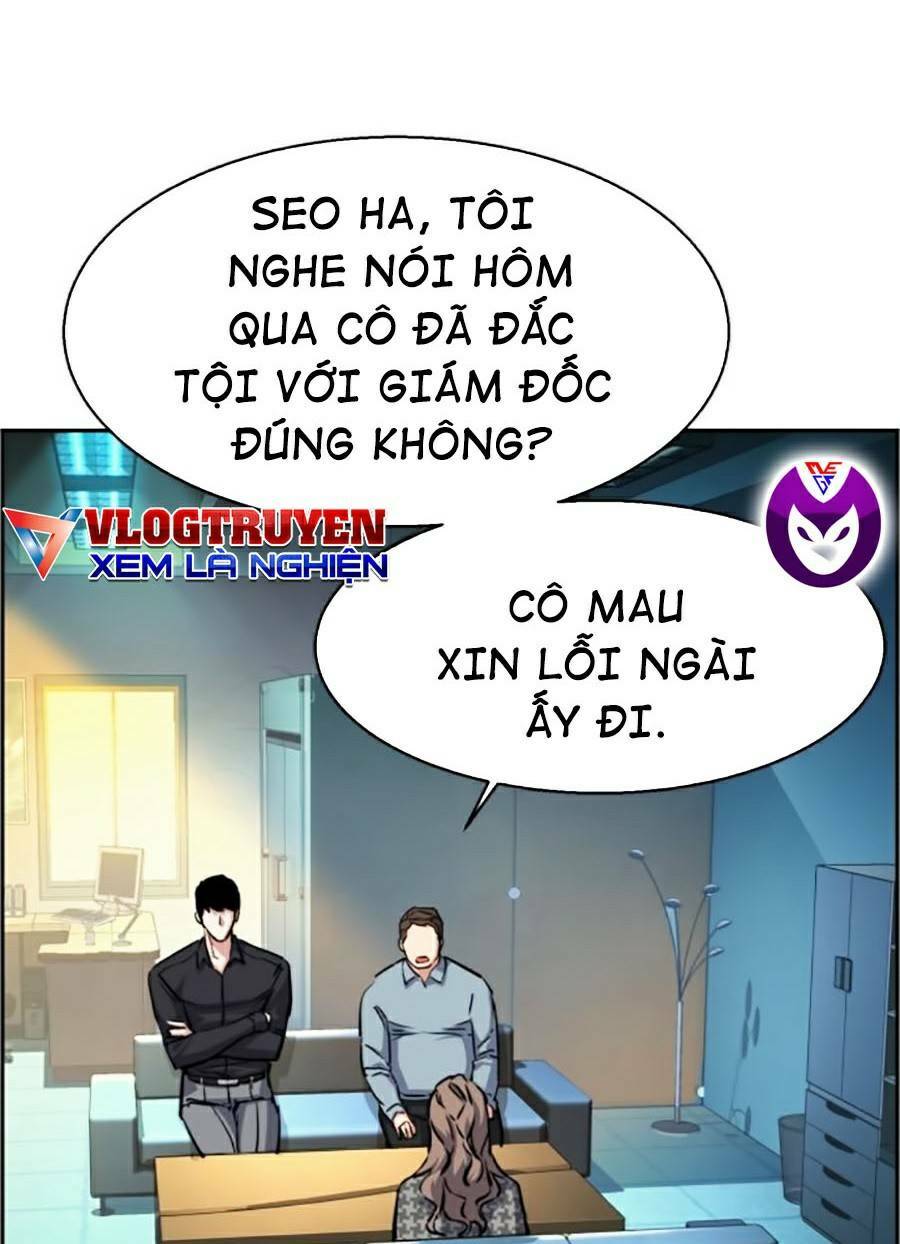 SEO HA, TÔI
NGHE NÓI HÔM
QUA CÔ ĐÃ ĐẮC
TỘI VỚI GIÁM ĐỐC
ĐÚNG KHÔNG?
VLOGTRUYEN
XEM LÀ NGHIỆN
CÔ MAU
XIN LỖI NGÀI
ẤY ĐI.